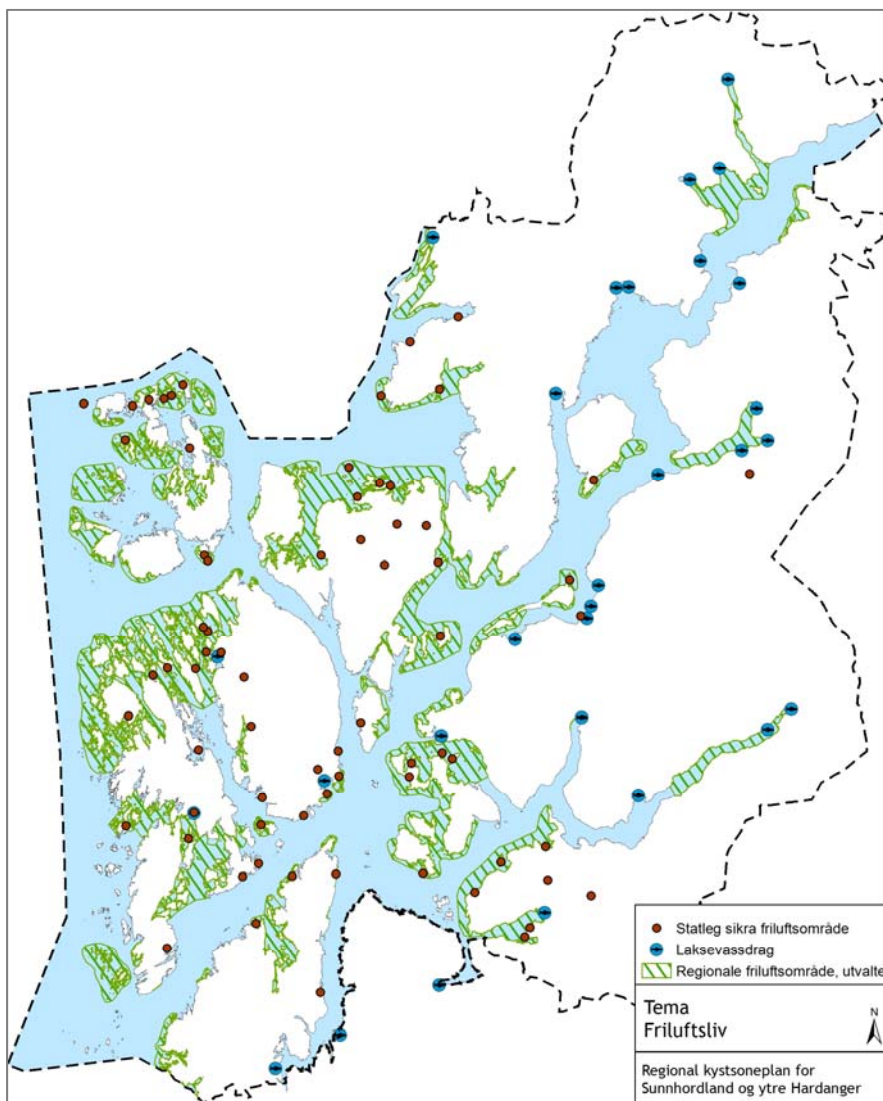 Statleg sikra friluftsområde
Laksevassdrag
Regionale friluftsområde, utvalte
Tema
Friluftsliv
N
Regional kystsoneplan for
Sunnhordland og ytre Hardanger